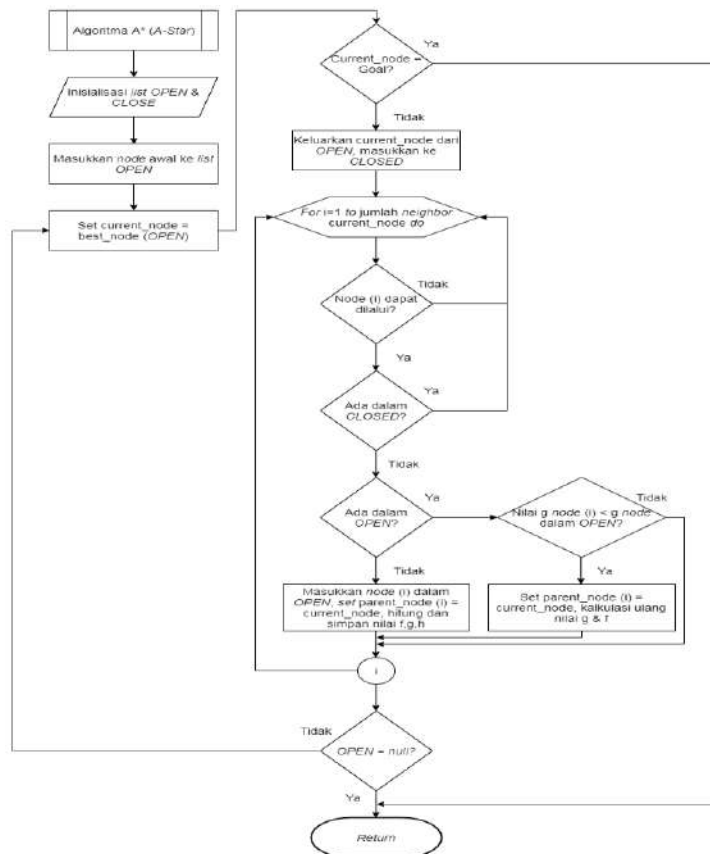 Algoritma A* (A-Star)
Inisialisasi list OPEN &
CLOSE
Masukkan node awal ke list
OPEN
Set current_node =
best_node (OPEN)
Current_node =
Goal?
Ya
Tidak
Keluarkan current_node dari
OPEN, masukkan ke
CLOSED
For i=1 to jumlah neighbor
current_node do
Node (i) dapat
dilalui?
Tidak
Ya
Ada dalam
CLOSED?
Ya
Tidak
Ada dalam
OPEN?
Ya
Tidak
Nilai g node (i) < g node
dalam OPEN?
Tidak
Ya
Masukkan node (i) dalam
OPEN, set parent_node (i) =
current_node, hitung dan
simpan nilai f,g,h
Set parent_node (i) =
current_node, kalkulasi ulang
nilai g & f
i
OPEN = null?
Tidak
Ya
Return